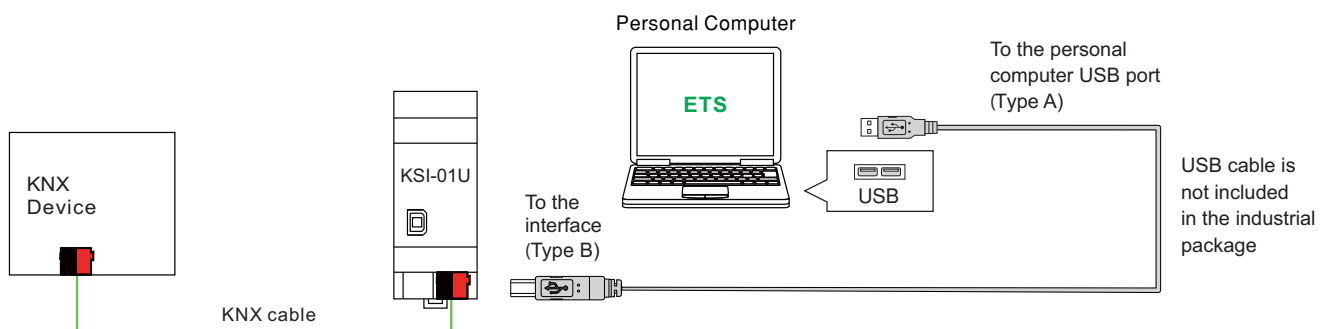 Personal Computer
ETS
To the personal
computer USB port
(Type A)
KNX
Device
KSI-01U
To the
interface
(Type B)
USB
USB cable is
not included
in the industrial
package
KNX cable